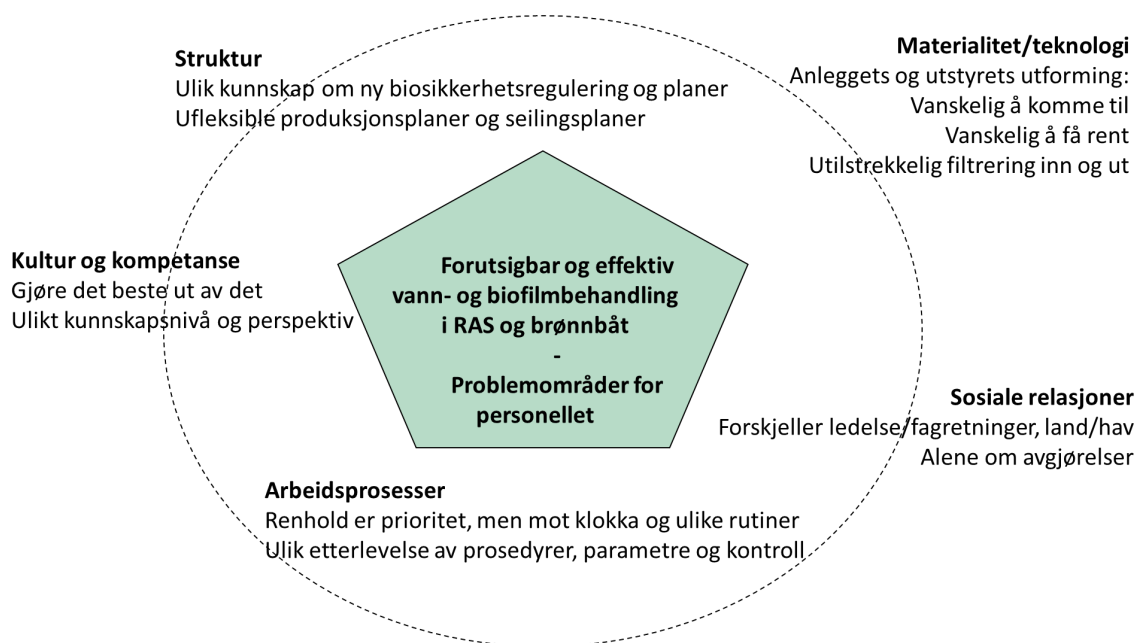 Struktur
Ulik kunnskap om ny biosikkerhetsregulering og planer
Ufleksible produksjonsplaner og seilingsplaner
Materialitet/teknologi
Anleggets og utstyrets utforming:
Vanskelig å komme til
Vanskelig å få rent
Utilstrekkelig filtrering inn og ut
Kultur og kompetanse
Gjøre det beste ut av det
Ulikt kunnskapsnivå og perspektiv
Forutsigbar og effektiv
vann- og biofilmbehandling
i RAS og brønnbåt
-
Problemområder for
personellet
Sosiale relasjoner
Forskjeller ledelse/fagretninger, land/hav
Alene om avgjørelser
Arbeidsprosesser
Renhold er prioritet, men mot klokka og ulike rutiner
Ulik etterlevelse av prosedyrer, parametre og kontroll